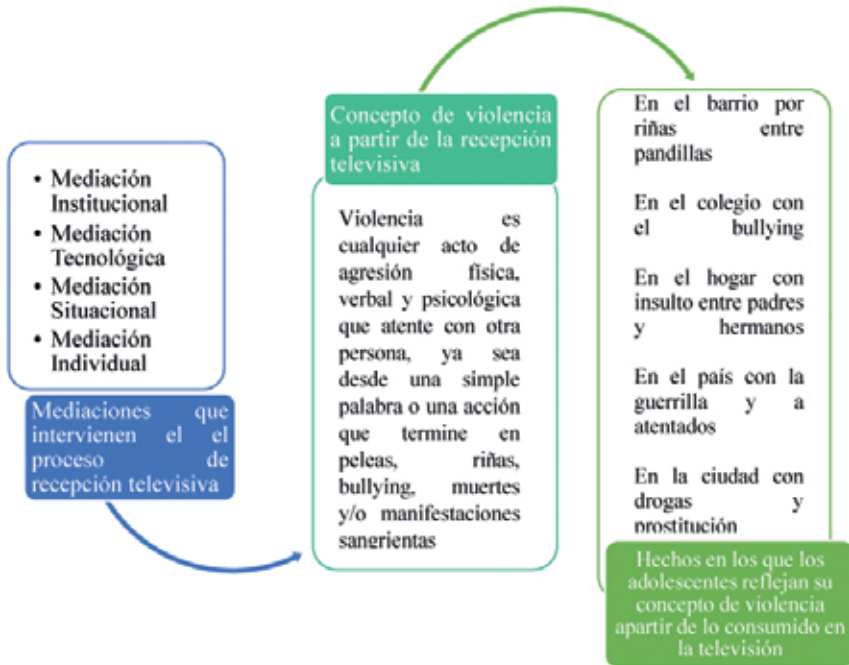 • Mediación
Institucional
• Mediación
Tecnológica
• Mediación
Situacional
• Mediación
Individual
Mediaciones que
intervienen el el
proceso de
recepción televisiva
Concepto de violencia
a partir de la recepción
televisiva
Violencia es
cualquier acto de
agresión física,
verbal y psicológica
que atente con otra
persona, ya sea
desde una simple
palabra o una acción
que termine en
peleas, riñas,
bullying, muertes
y/o manifestaciones
sangrientas
En el barrio por
riñas entre
pandillas
En el colegio con
el bullying
En el hogar con
insulto entre padres
y hermanos
En el país con la
guerrilla y a
atentados
En la ciudad con
drogas y
prostitución
Hechos en los que los
adolescentes reflejan su
concepto de violencia
apartir de lo consumido en
la televisión